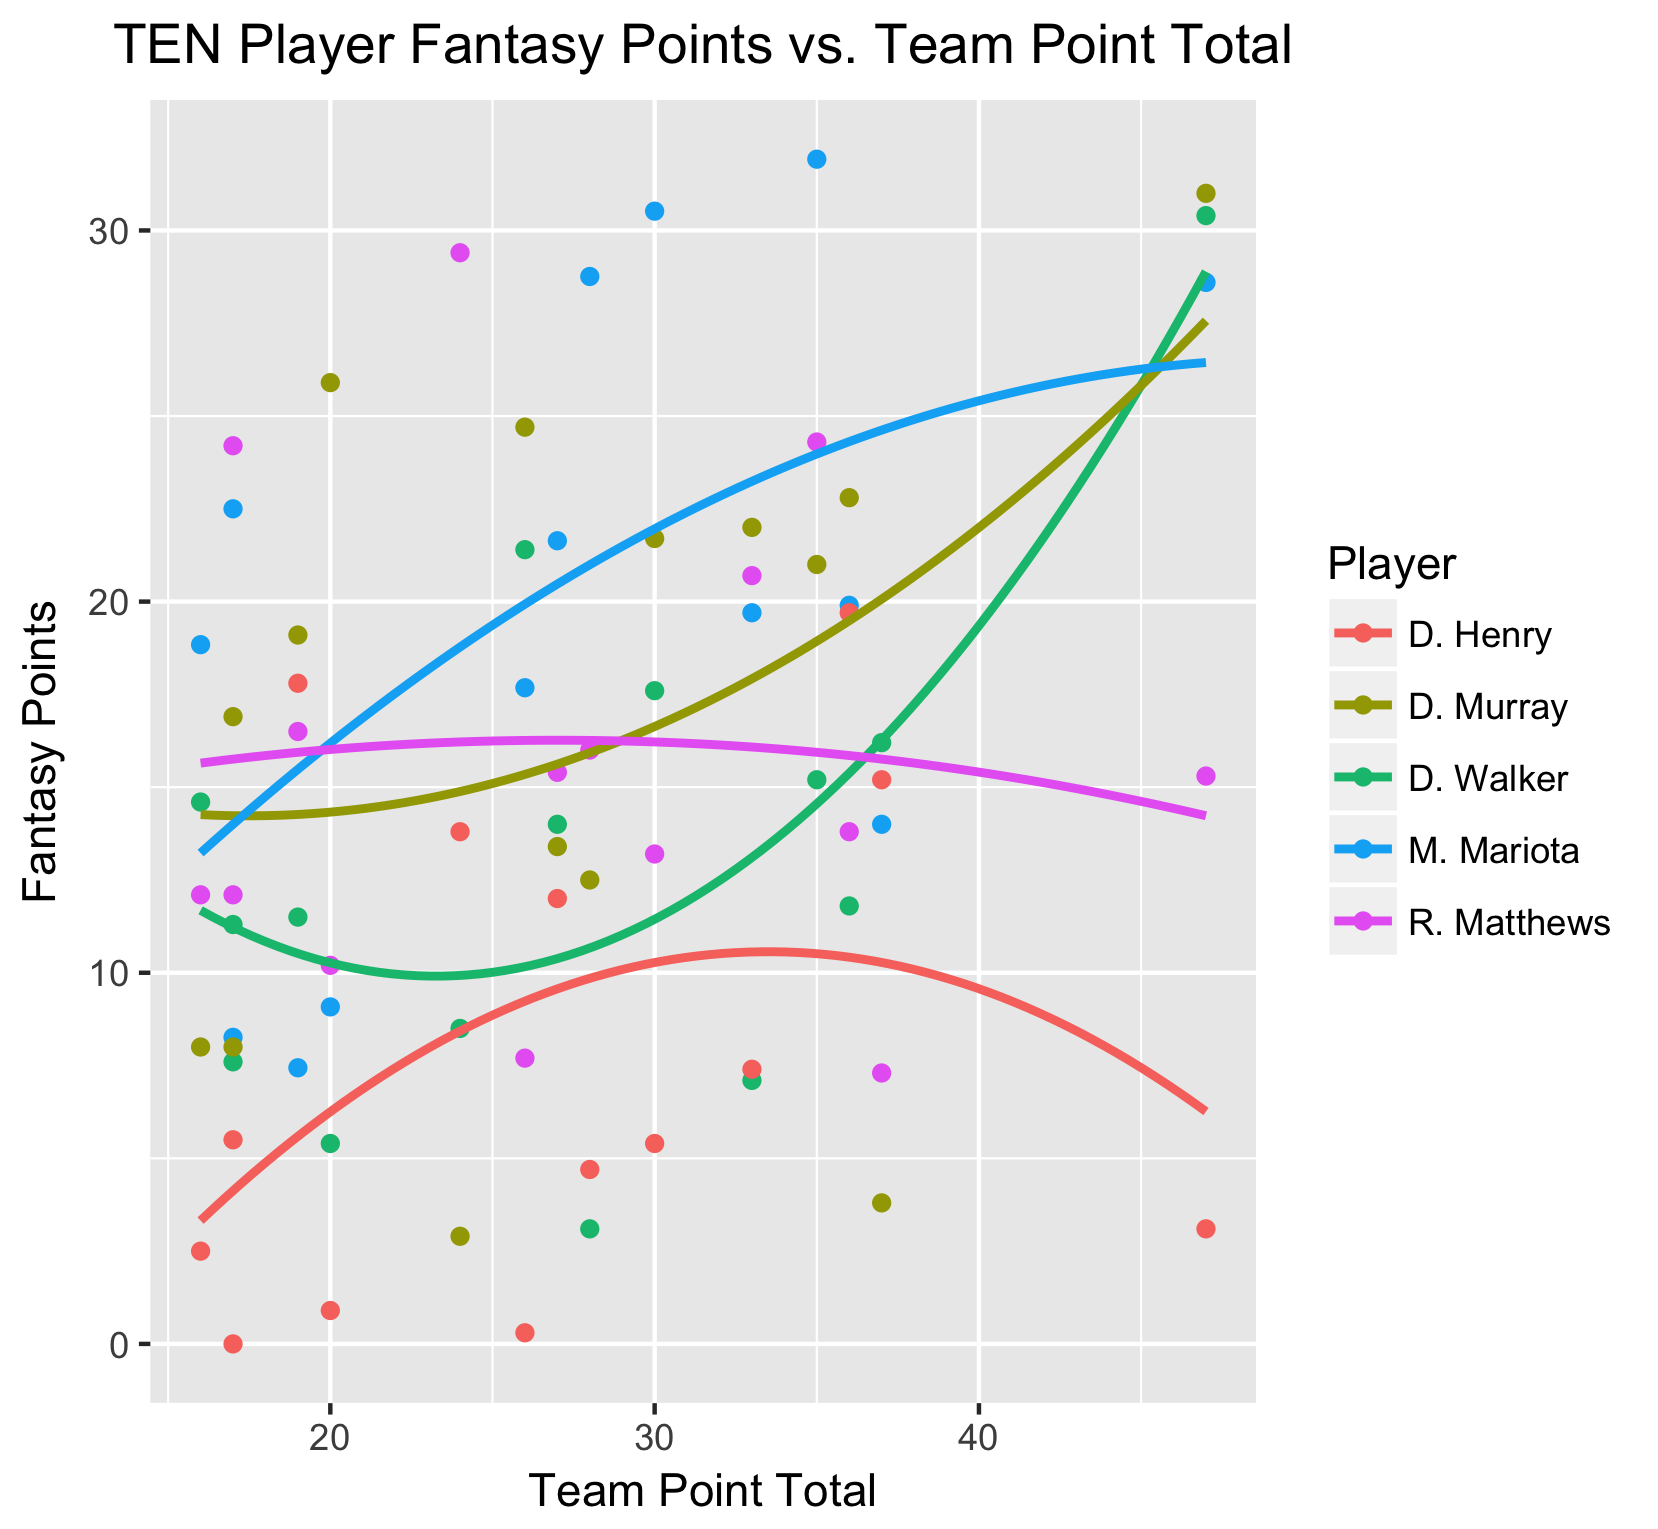 TEN Player Fantasy Points vs. Team Point Total
Fantasy Points
30
20
10
0
20 30 40
Team Point Total
Player
D. Henry
D. Murray
D. Walker
M. Mariota
R. Matthews